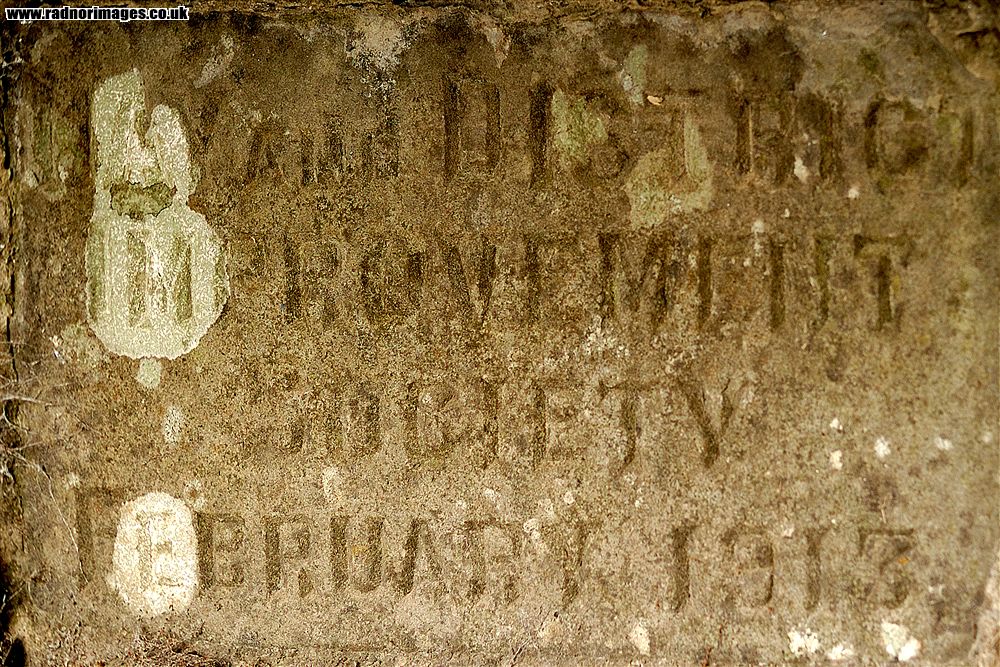 www.radnorimages.co.uk
AND DISTRICT
IMPROVEMENT
SOCIETY
FEBRUARY 1913